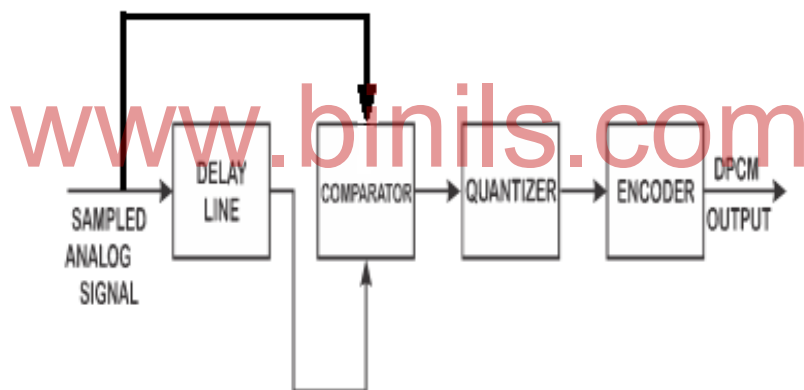 www.binils.com
DELAY
LINE
COMPARATOR
QUANTIZER
ENCODER
DPCM
OUTPUT
SAMPLED
ANALOG
SIGNAL